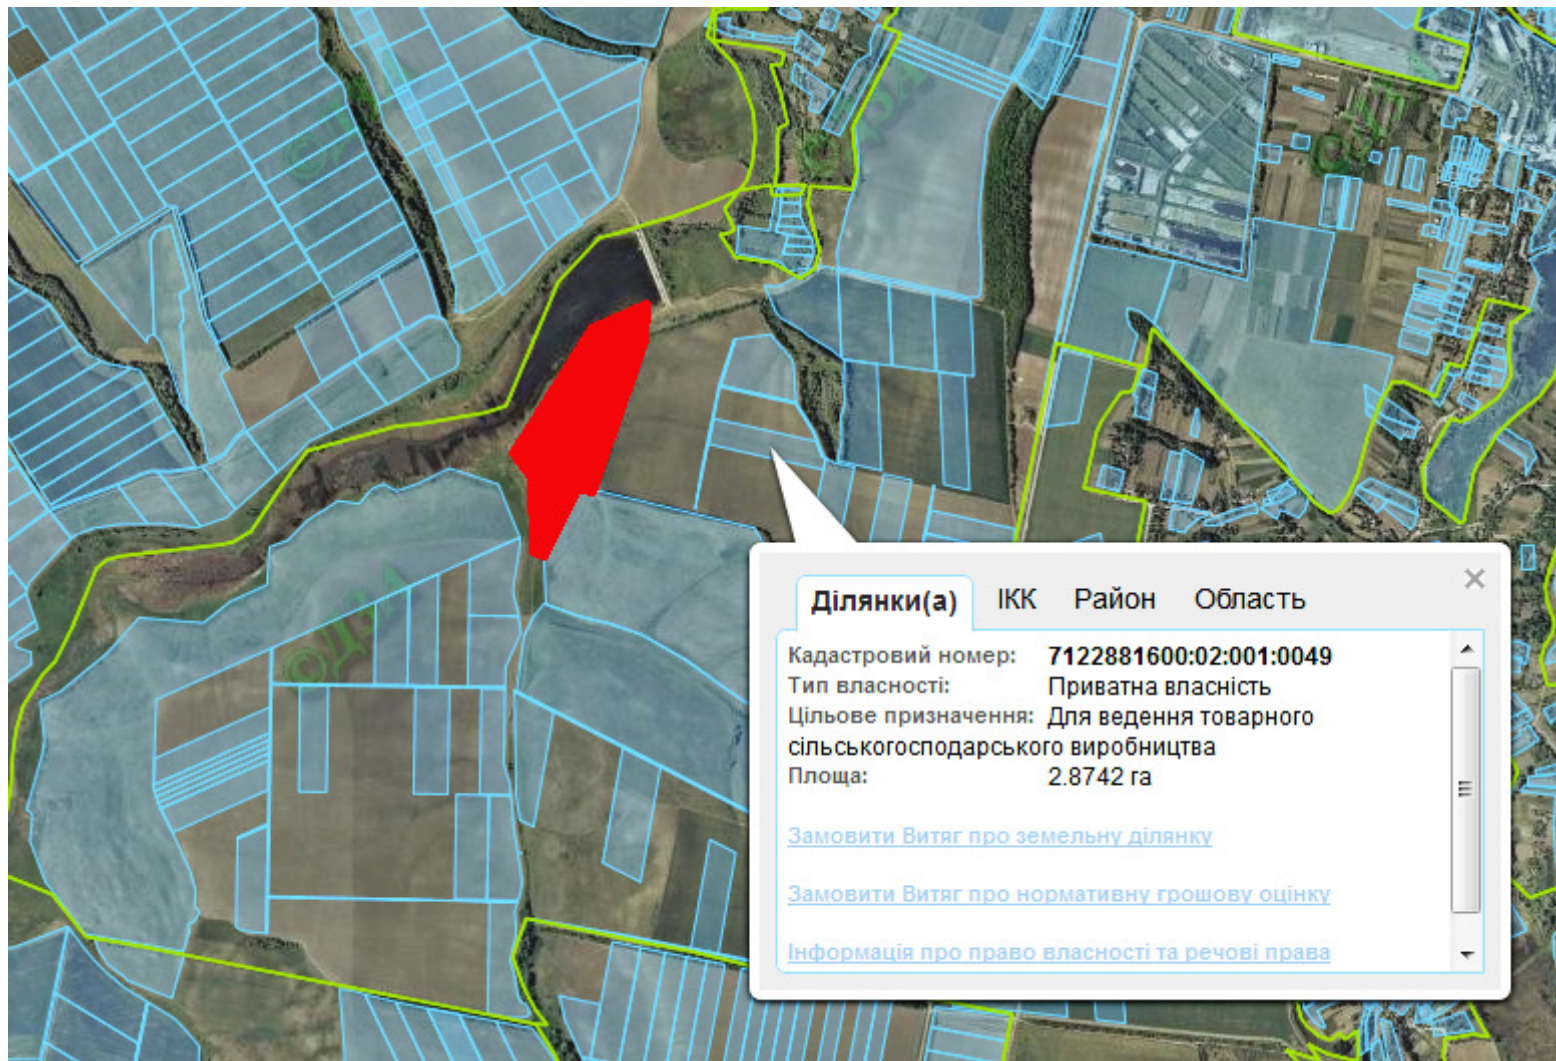 ©ДЗА
Ділянки(а) ІКК Район Область ×
Кадастровий номер: 7122881600:02:001:0049
Тип власності: Приватна власність
Цільове призначення: Для ведення товарного
сільськогосподарського виробництва
Площа: 2.8742 га
Замовити Витяг про земельну ділянку
Замовити Витяг про нормативну грошову оцінку
Інформація про право власності та речові права